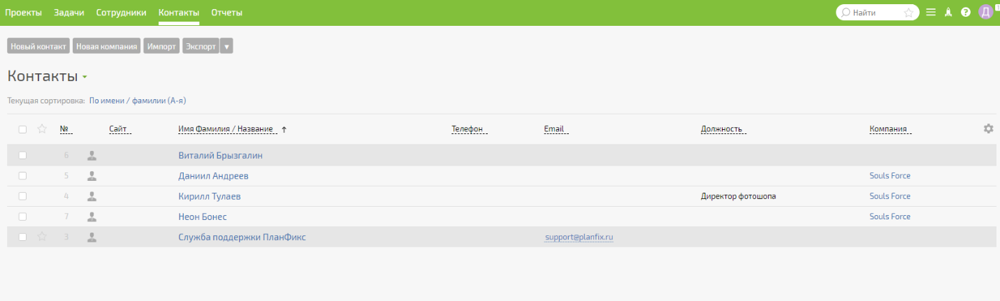 Проекты Задачи Сотрудники Контакты Отчеты Найти ? Д 1
Новый контакт Новая компания Импорт Экспорт ▼
Контакты
Текущая сортировка: По имени / фамилии (А-я)
№ Сайт Имя Фамилия / Название ↑ Телефон Email Должность Компания
6 Виталий Брызгалин
5 Даниил Андреев Souls Force
4 Кирилл Тулаев Директор фотошопа Souls Force
7 Неон Бонес Souls Force
3 Служба поддержки ПланФикс support@planfix.ru